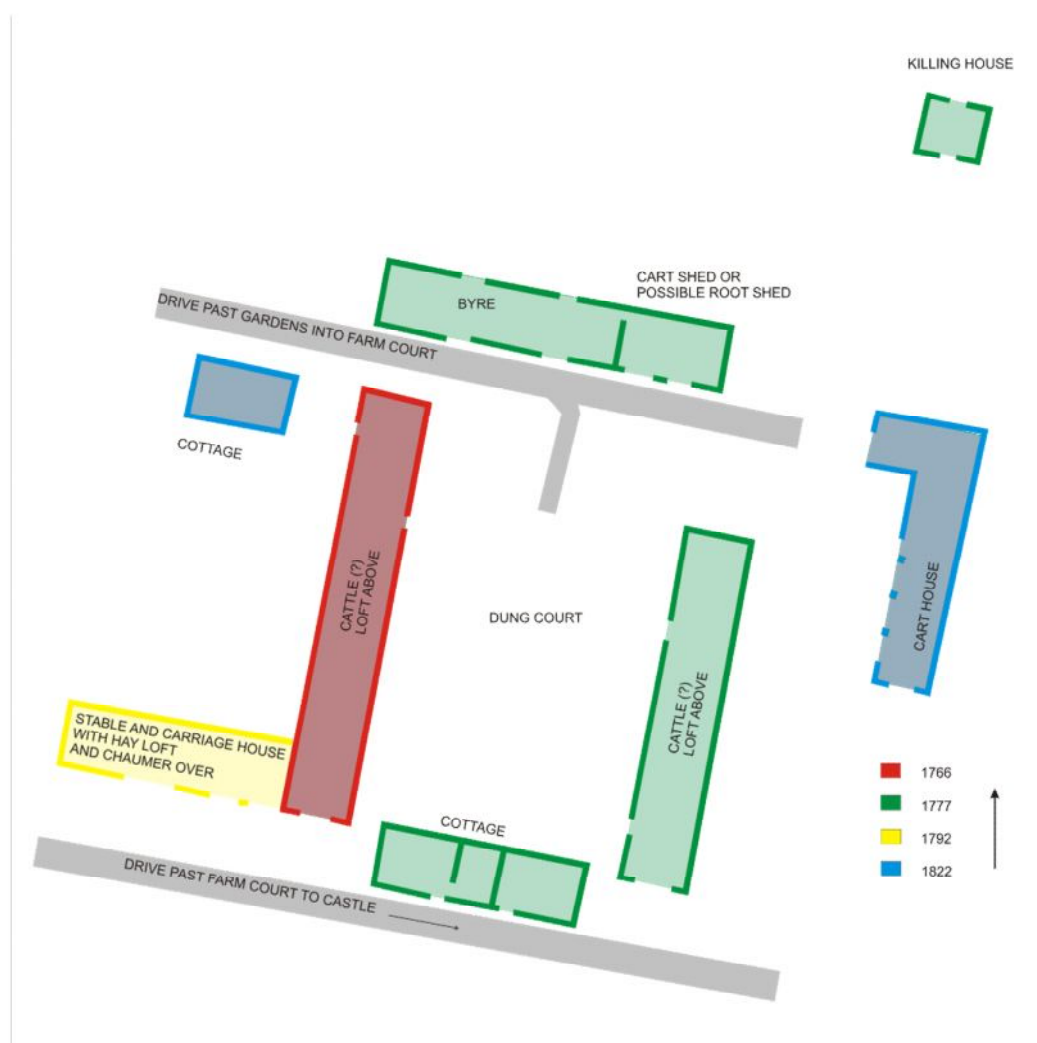 KILLING HOUSE
CART SHED OR
POSSIBLE ROOT SHED
BYRE
DRIVE PAST GARDENS INTO FARM COURT
COTTAGE
CATTLE (?)
LOFT ABOVE
DUNG COURT
CART HOUSE
CATTLE (?)
LOFT ABOVE
STABLE AND CARRIAGE HOUSE
WITH HAY LOFT
AND CHAUMER OVER
1766
1777
1792
1822
COTTAGE
DRIVE PAST FARM COURT TO CASTLE